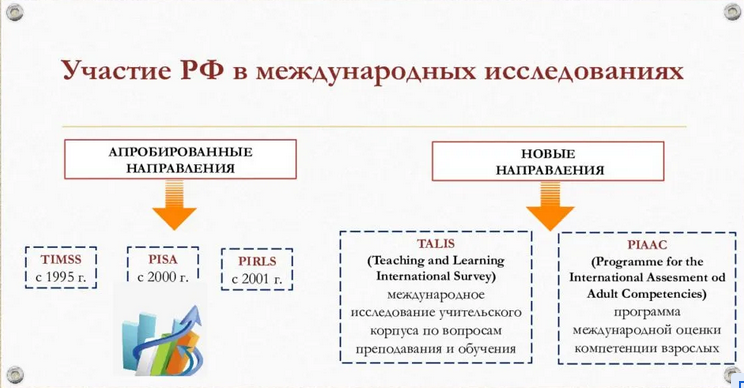 Участие РФ в международных исследованиях
АПРОБИРОВАННЫЕ
НАПРАВЛЕНИЯ
НОВЫЕ
НАПРАВЛЕНИЯ
TIMSS
с 1995 г.
PISA
с 2000 г.
PIRLS
с 2001 г.
TALIS
(Teaching and Learning
International Survey)
международное
исследование учительского
корпуса по вопросам
преподавания и обучения
PIAAC
(Programme for the
International Assesment od
Adult Competencies)
программа
международной оценки
компетенции взрослых